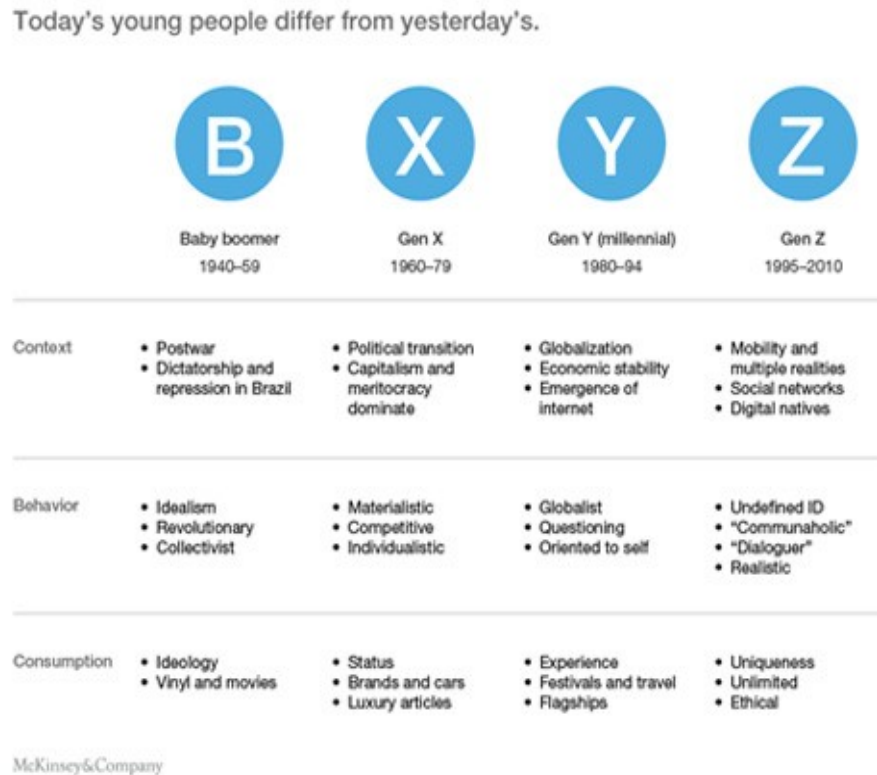 Today's young people differ from yesterday's.
B X Y Z
Baby boomer Gen X Gen Y (millennial) Gen Z
1940–59 1960–79 1980–94 1995–2010
Context
• Postwar
• Dictatorship and
repression in Brazil
• Political transition
• Capitalism and
meritocracy
dominate
• Globalization
• Economic stability
• Emergence of
internet
• Mobility and
multiple realities
• Social networks
• Digital natives
Behavior
• Idealism
• Revolutionary
• Collectivist
• Materialistic
• Competitive
• Individualistic
• Globalist
• Questioning
• Oriented to self
• Undefined ID
• “Communaholic”
• “Dialoguer”
• Realistic
Consumption
• Ideology
• Vinyl and movies
• Status
• Brands and cars
• Luxury articles
• Experience
• Festivals and travel
• Flagships
• Uniqueness
• Unlimited
• Ethical
McKinsey&Company